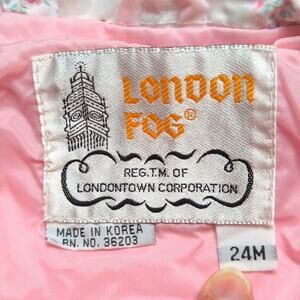 LONDON
FOG®
REG.T.M. OF
LONDONTOWN CORPORATION
MADE IN KOREA
RN. NO. 36203
24M